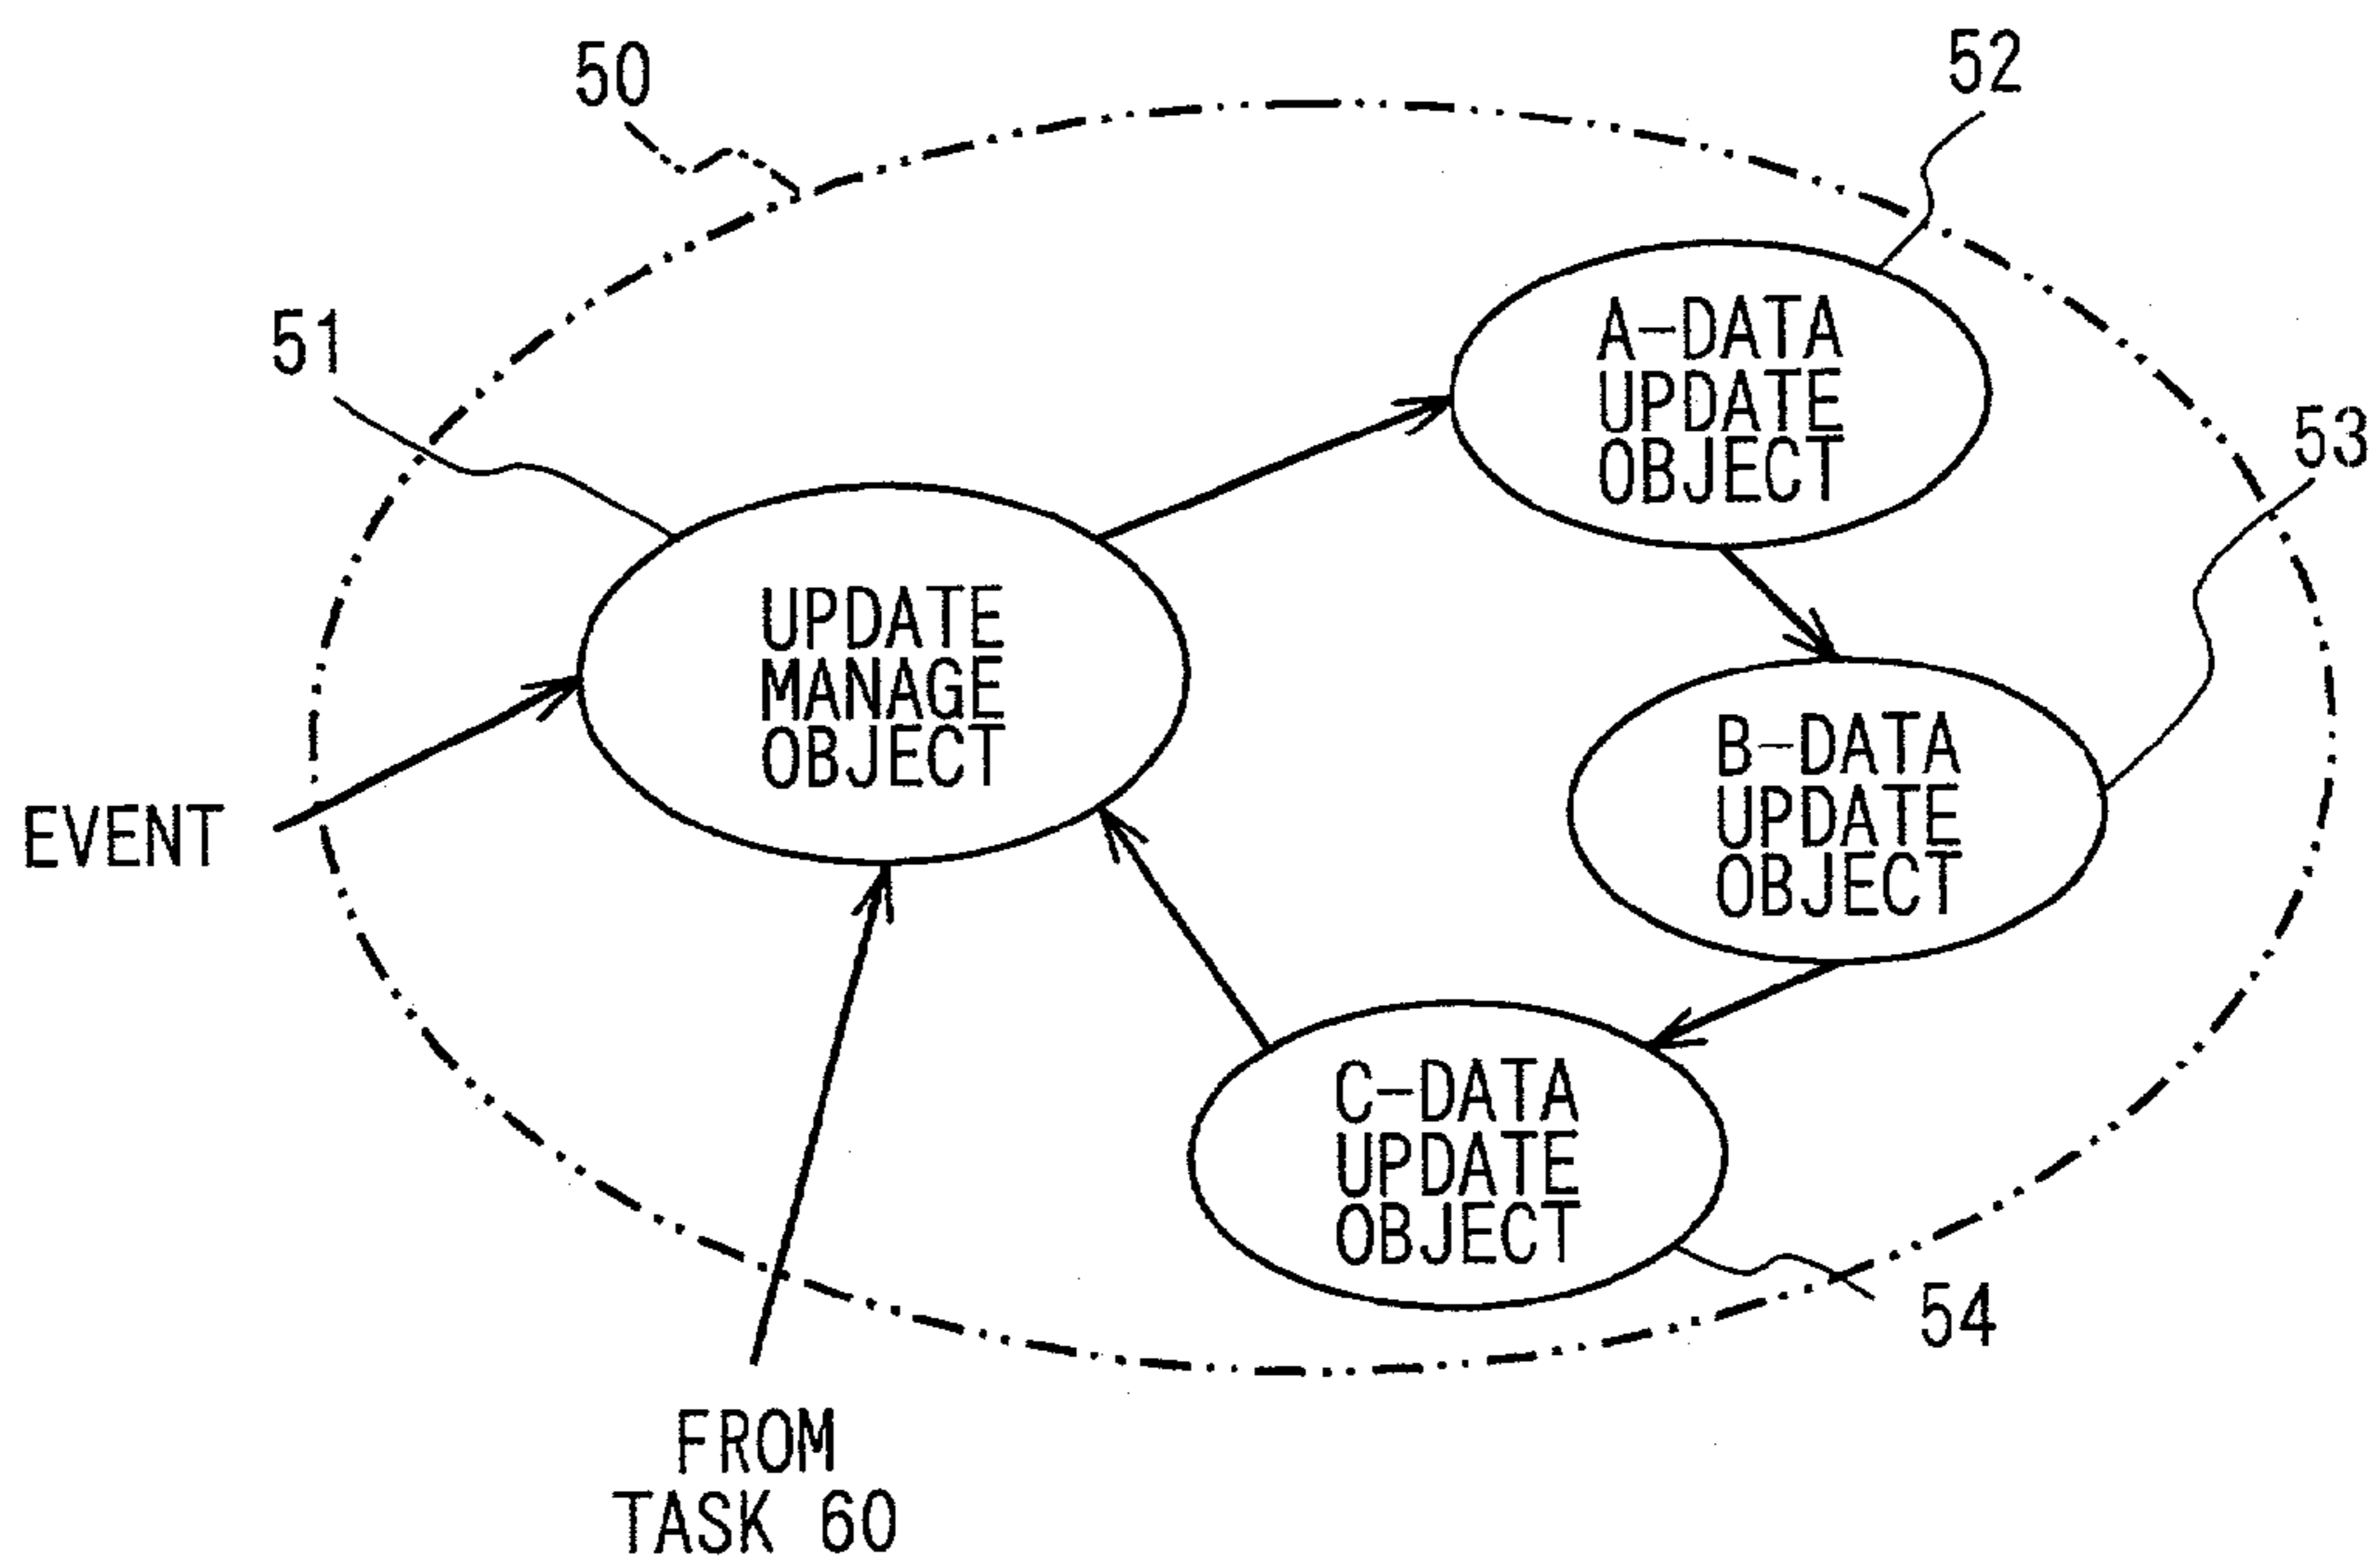 50
52
51
A-DATA
UPDATE
OBJECT
53
UPDATE
MANAGE
OBJECT
B-DATA
UPDATE
OBJECT
EVENT
C-DATA
UPDATE
OBJECT
54
FROM
TASK 60